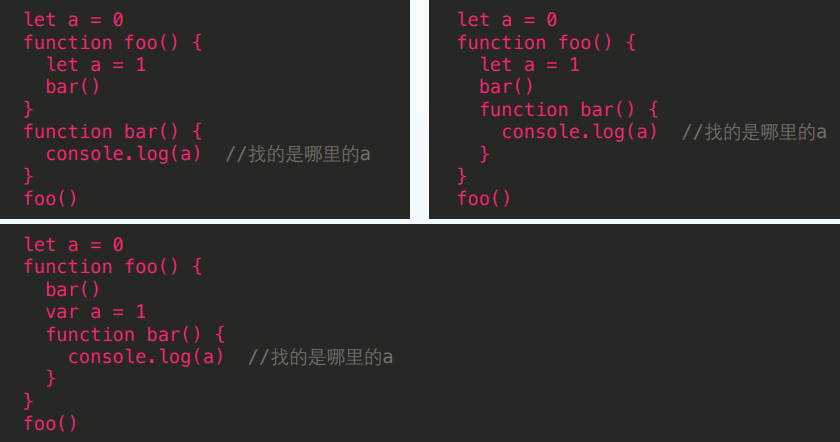 let a = 0
function foo() {
  let a = 1
  bar()
}
function bar() {
  console.log(a)  //找的是哪里的a
}
foo()
let a = 0
function foo() {
  let a = 1
  bar()
  function bar() {
    console.log(a)  //找的是哪里的a
  }
}
foo()
let a = 0
function foo() {
  bar()
  var a = 1
  function bar() {
    console.log(a)  //找的是哪里的a
  }
}
foo()